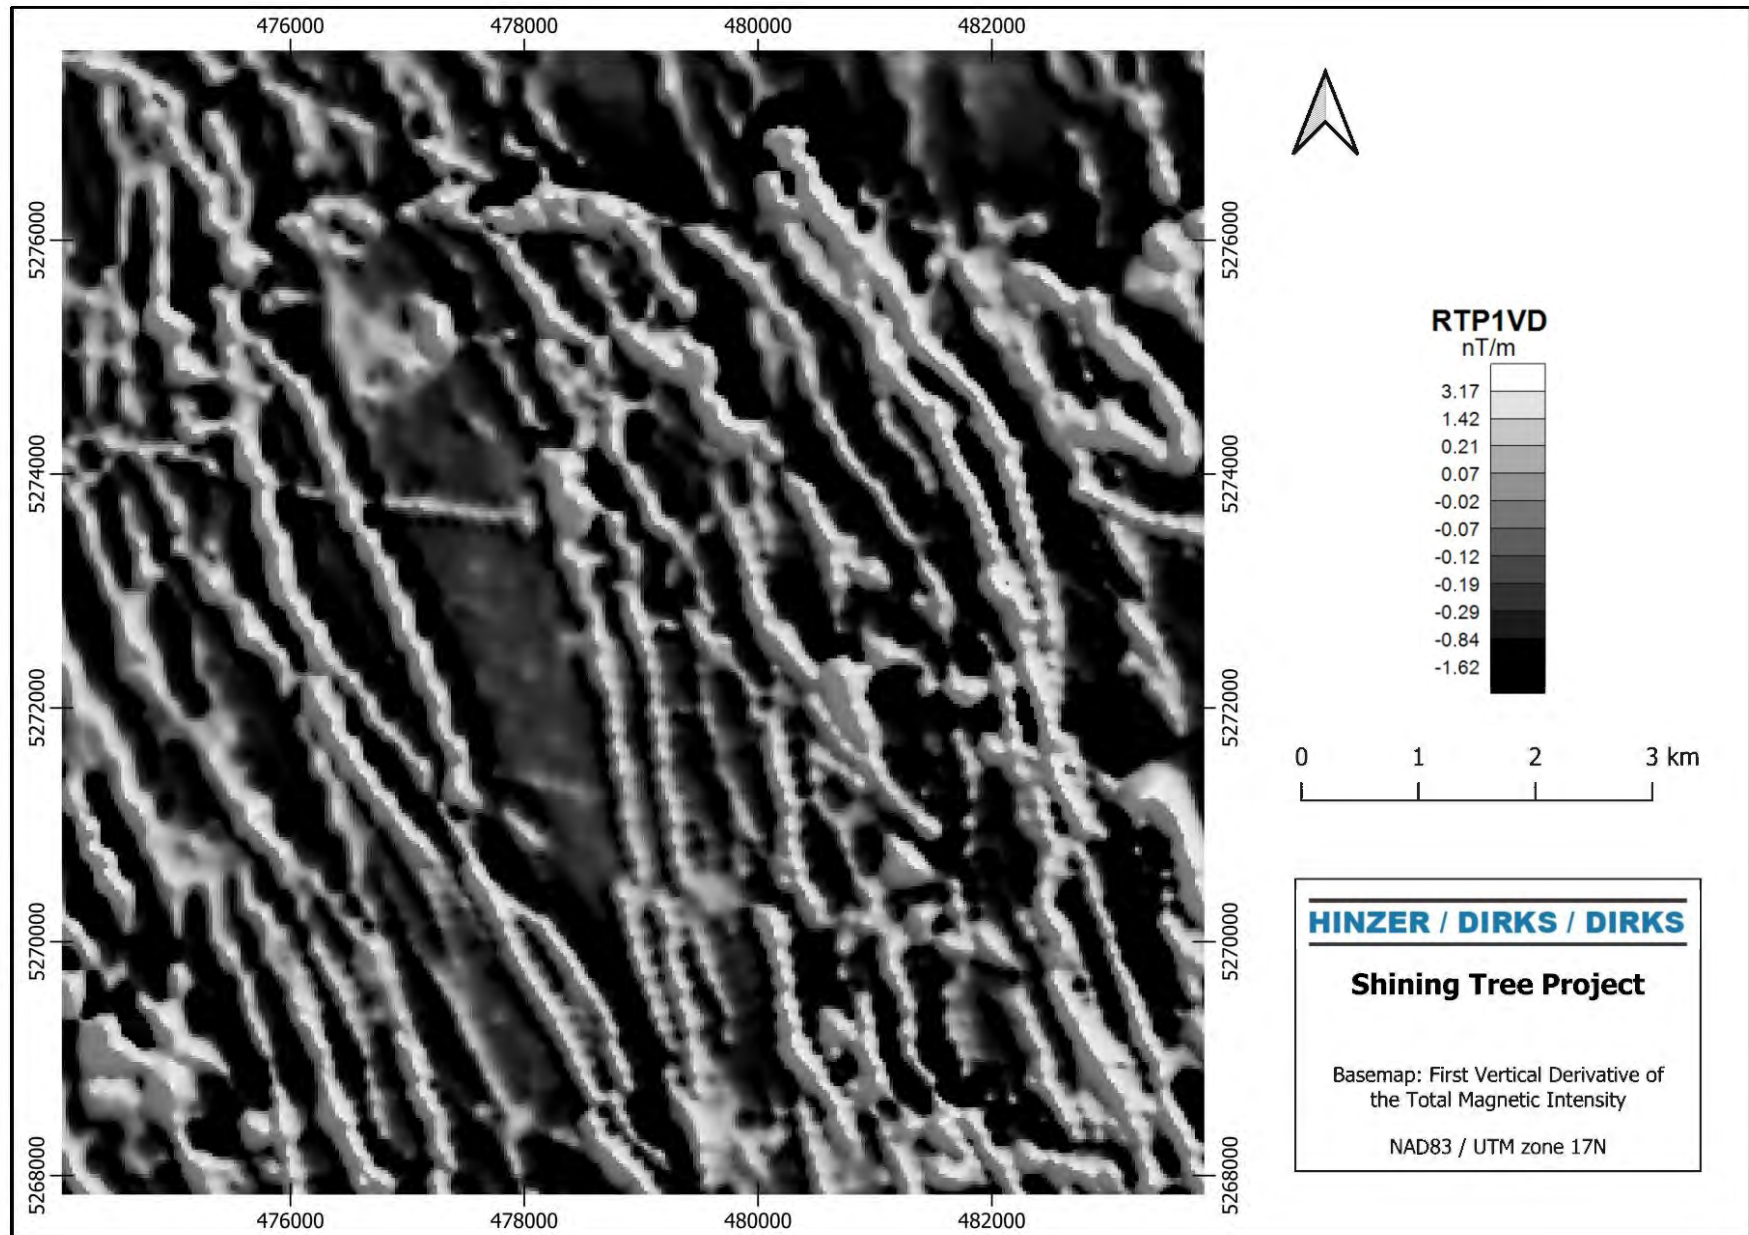 476000 478000 480000 482000
5276000
5274000
5272000
5270000
5268000
5276000
5274000
5272000
5270000
5268000
476000 478000 480000 482000
RTP1VD
nT/m
3.17
1.42
0.21
0.07
-0.02
-0.07
-0.12
-0.19
-0.29
-0.84
-1.62
0 1 2 3 km
HINZER / DIRKS / DIRKS
Shining Tree Project
Basemap: First Vertical Derivative of
the Total Magnetic Intensity
NAD83 / UTM zone 17N